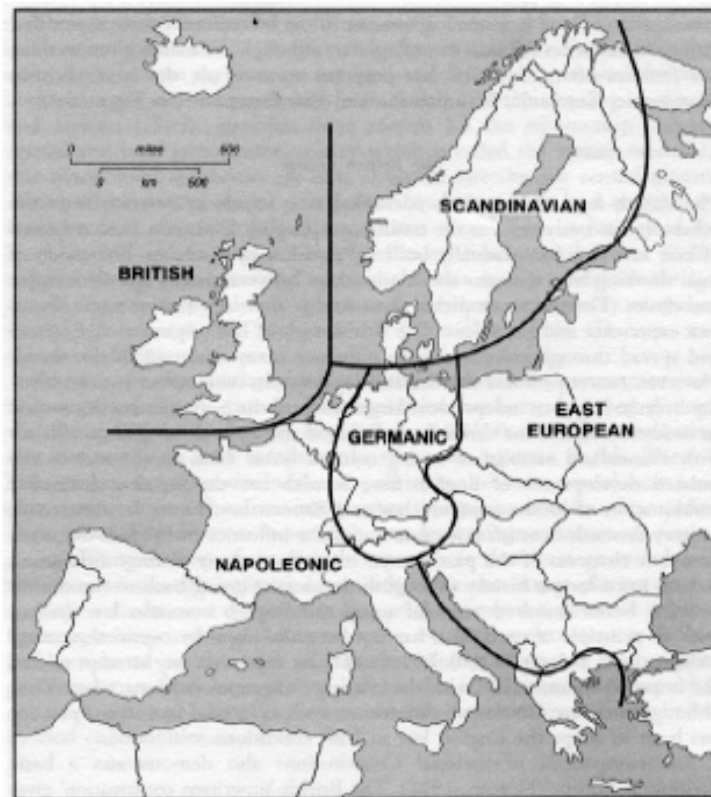 0 miles 500
0 km 500
SCANDINAVIAN
BRITISH
GERMANIC
EAST
EUROPEAN
NAPOLEONIC